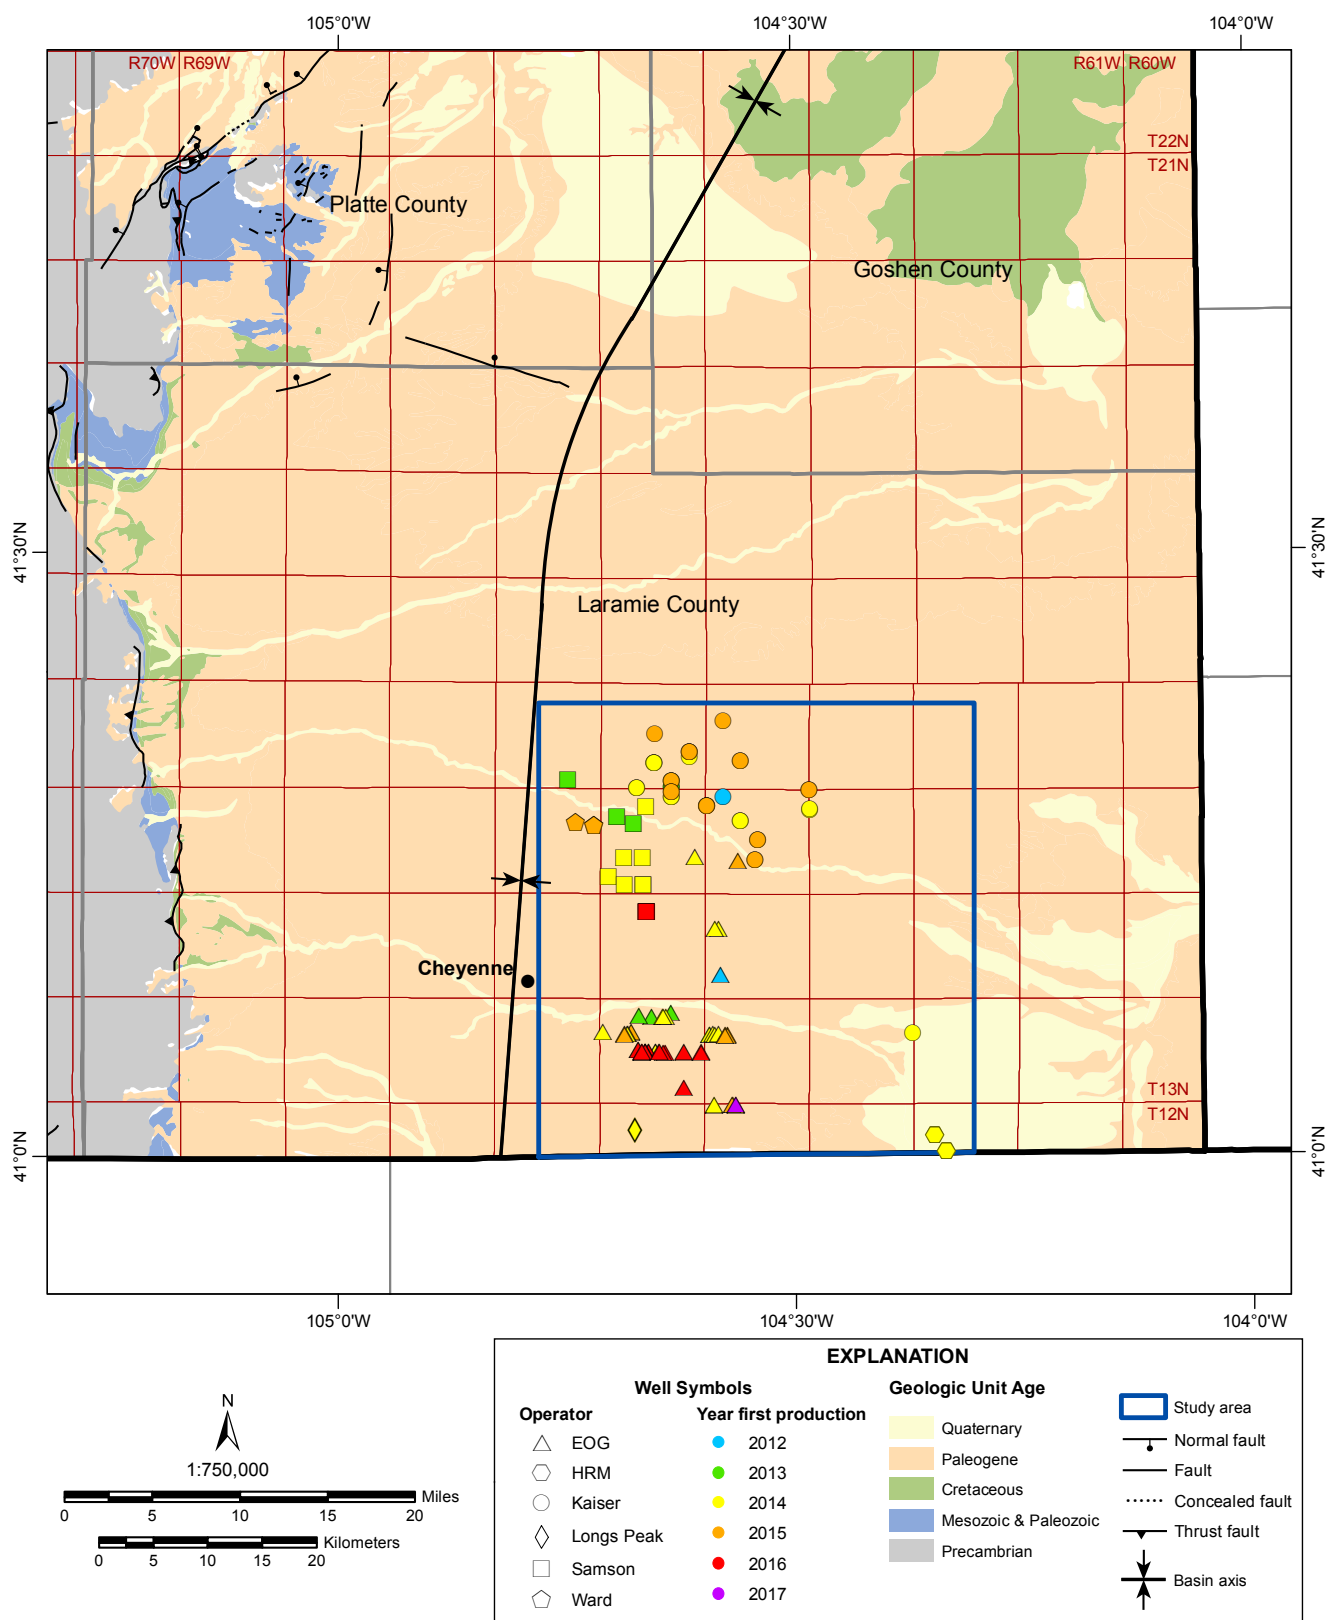 105°0'W
104°30'W
104°0'W
R70W R69W
R61W R60W
T22N
T21N
Platte County
Goshen County
41°30'N
41°30'N
Laramie County
Cheyenne
T13N
T12N
41°0'N
41°0'N
105°0'W
104°30'W
104°0'W
N
1:750,000
Miles
0 5 10 15 20
Kilometers
0 5 10 15 20
EXPLANATION
Well Symbols
Operator
EOG
HRM
Kaiser
Longs Peak
Samson
Ward
Year first production
2012
2013
2014
2015
2016
2017
Geologic Unit Age
Quaternary
Paleogene
Cretaceous
Mesozoic & Paleozoic
Precambrian
Study area
Normal fault
Fault
Concealed fault
Thrust fault
Basin axis